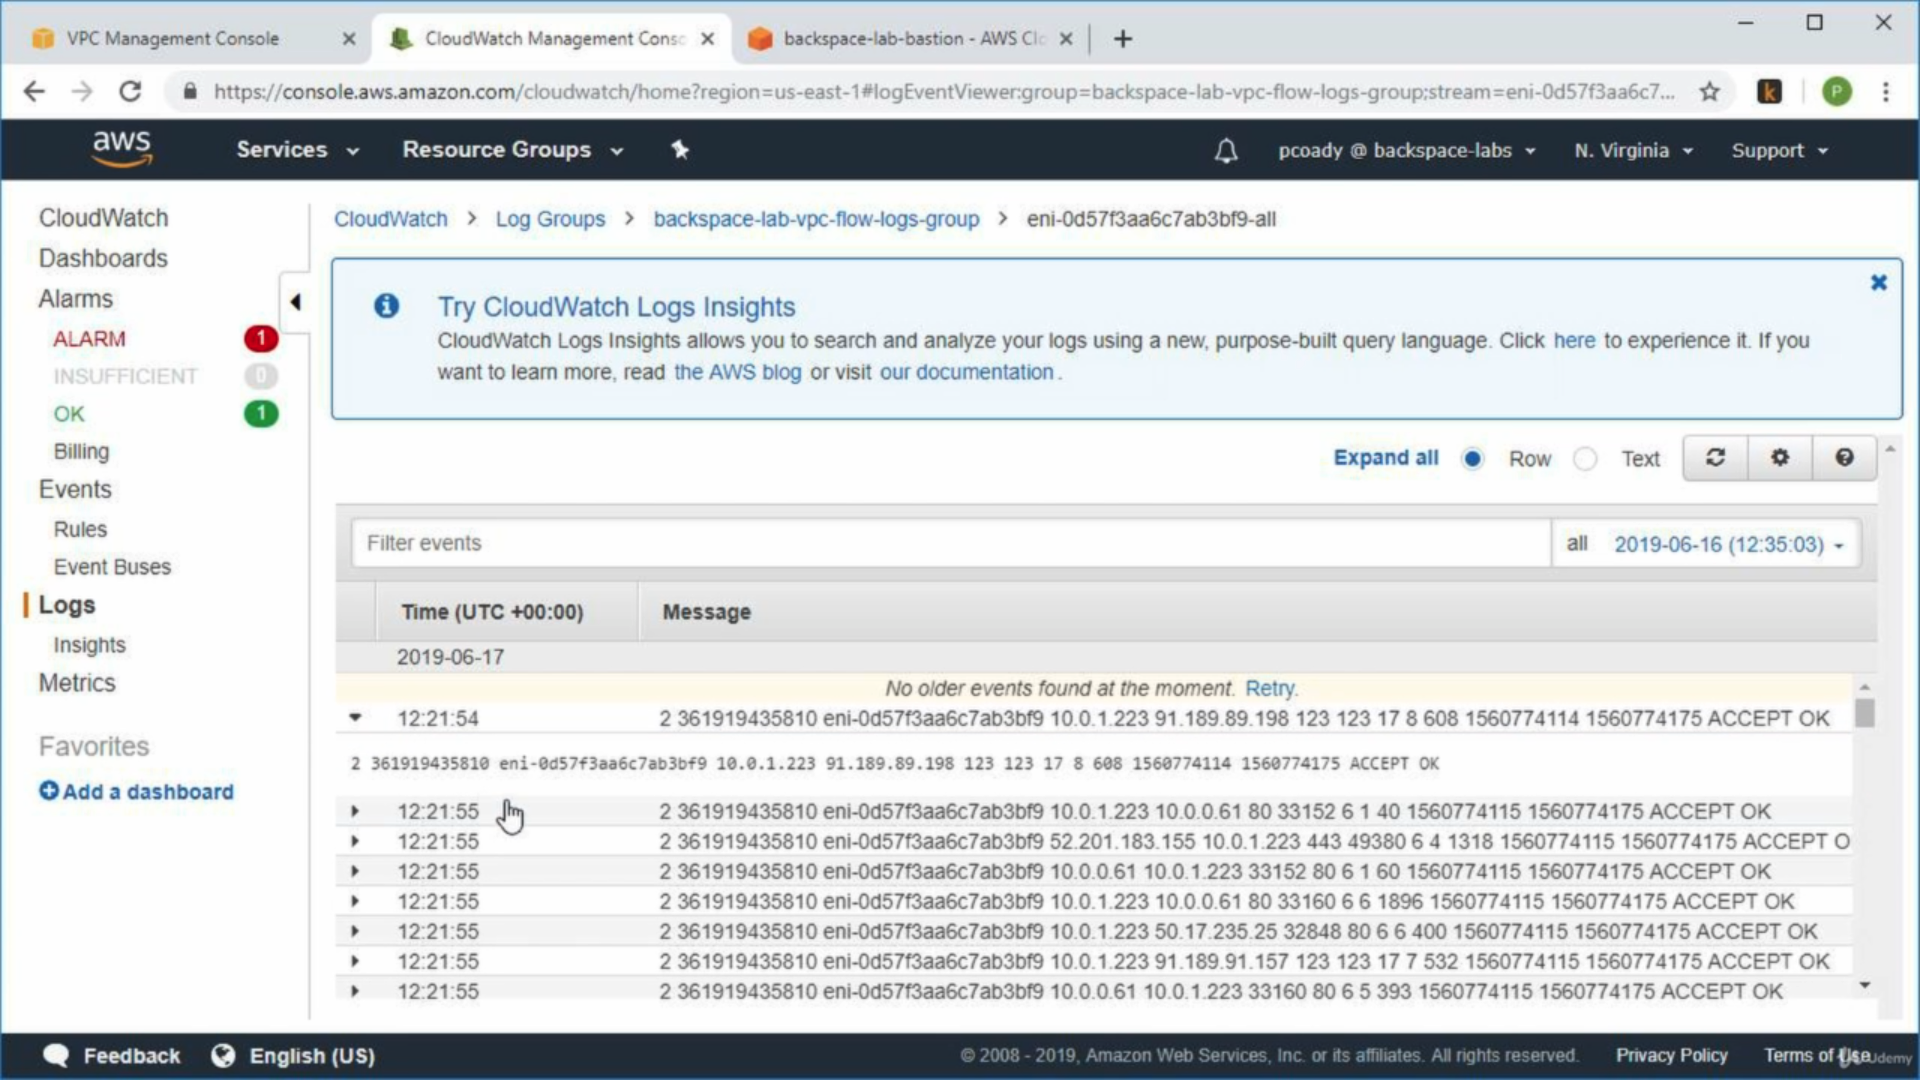 VPC Management Console
CloudWatch Management Conso
backspace-lab-bastion - AWS Clo
https://console.aws.amazon.com/cloudwatch/home?region=us-east-1#logEventViewer:group=backspace-lab-vpc-flow-logs-group;stream=eni-0d57f3aa6c7...
k
P
aws
Services
Resource Groups
pcoady @ backspace-labs
N. Virginia
Support
CloudWatch
Dashboards
Alarms
ALARM 1
INSUFFICIENT 0
OK 1
Billing
Events
Rules
Event Buses
Logs
Insights
Metrics
Favorites
Add a dashboard
CloudWatch > Log Groups > backspace-lab-vpc-flow-logs-group > eni-0d57f3aa6c7ab3bf9-all
Try CloudWatch Logs Insights
CloudWatch Logs Insights allows you to search and analyze your logs using a new, purpose-built query language. Click here to experience it. If you
want to learn more, read the AWS blog or visit our documentation.
Expand all Row Text
Filter events
all 2019-06-16 (12:35:03)
Time (UTC +00:00) Message
2019-06-17
No older events found at the moment. Retry.
12:21:54 2 361919435810 eni-0d57f3aa6c7ab3bf9 10.0.1.223 91.189.89.198 123 123 17 8 608 1560774114 1560774175 ACCEPT OK
2 361919435810 eni-0d57f3aa6c7ab3bf9 10.0.1.223 91.189.89.198 123 123 17 8 608 1560774114 1560774175 ACCEPT OK
12:21:55 2 361919435810 eni-0d57f3aa6c7ab3bf9 10.0.1.223 10.0.0.61 80 33152 6 1 40 1560774115 1560774175 ACCEPT OK
12:21:55 2 361919435810 eni-0d57f3aa6c7ab3bf9 52.201.183.155 10.0.1.223 443 49380 6 4 1318 1560774115 1560774175 ACCEPT O
12:21:55 2 361919435810 eni-0d57f3aa6c7ab3bf9 10.0.0.61 10.0.1.223 33152 80 6 1 60 1560774115 1560774175 ACCEPT OK
12:21:55 2 361919435810 eni-0d57f3aa6c7ab3bf9 10.0.1.223 10.0.0.61 80 33160 6 6 1896 1560774115 1560774175 ACCEPT OK
12:21:55 2 361919435810 eni-0d57f3aa6c7ab3bf9 10.0.1.223 50.17.235.25 32848 80 6 6 400 1560774115 1560774175 ACCEPT OK
12:21:55 2 361919435810 eni-0d57f3aa6c7ab3bf9 10.0.1.223 91.189.91.157 123 123 17 7 532 1560774115 1560774175 ACCEPT OK
12:21:55 2 361919435810 eni-0d57f3aa6c7ab3bf9 10.0.0.61 10.0.1.223 33160 80 6 5 393 1560774115 1560774175 ACCEPT OK
Feedback
English (US)
© 2008 - 2019, Amazon Web Services, Inc. or its affiliates. All rights reserved.
Privacy Policy
Terms of Use
Udemy